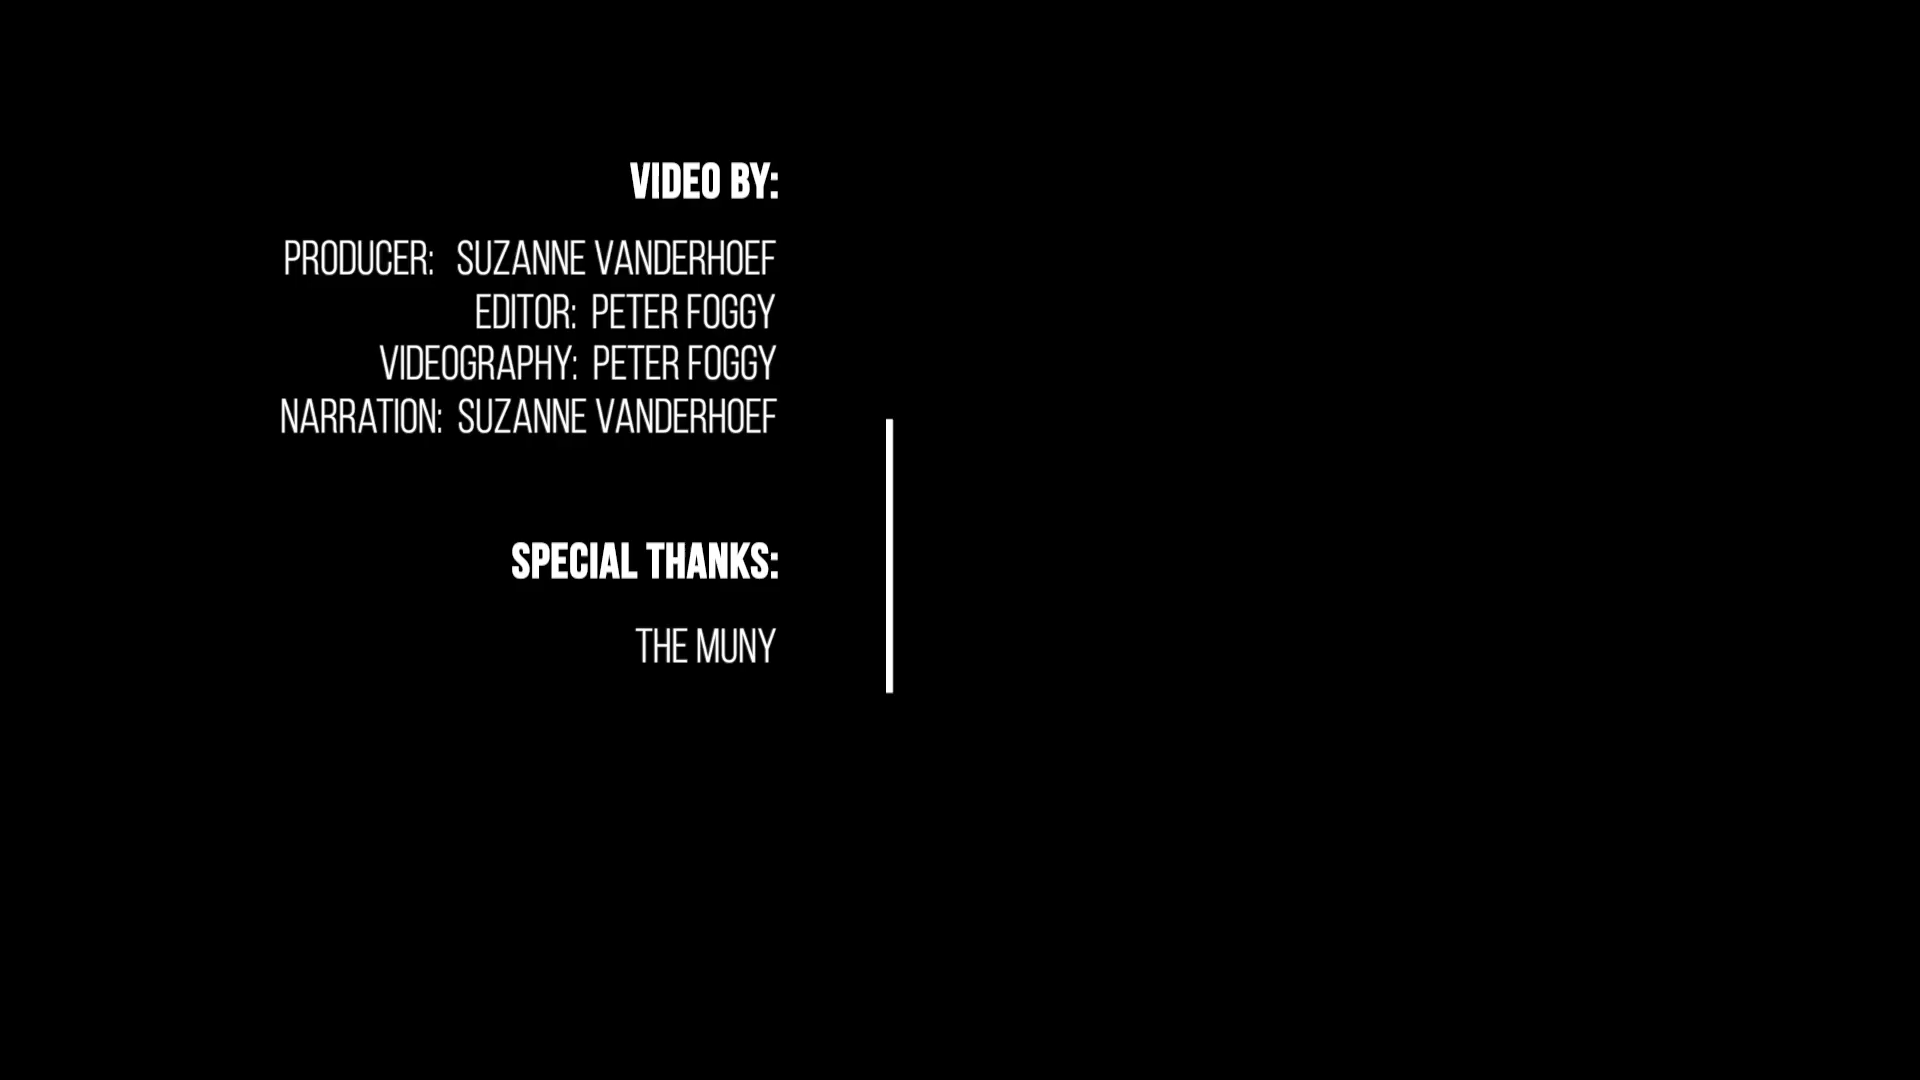 VIDEO BY:
PRODUCER: SUZANNE VANDERHOEF
EDITOR: PETER FOGGY
VIDEOGRAPHY: PETER FOGGY
NARRATION: SUZANNE VANDERHOEF
SPECIAL THANKS:
THE MUNY